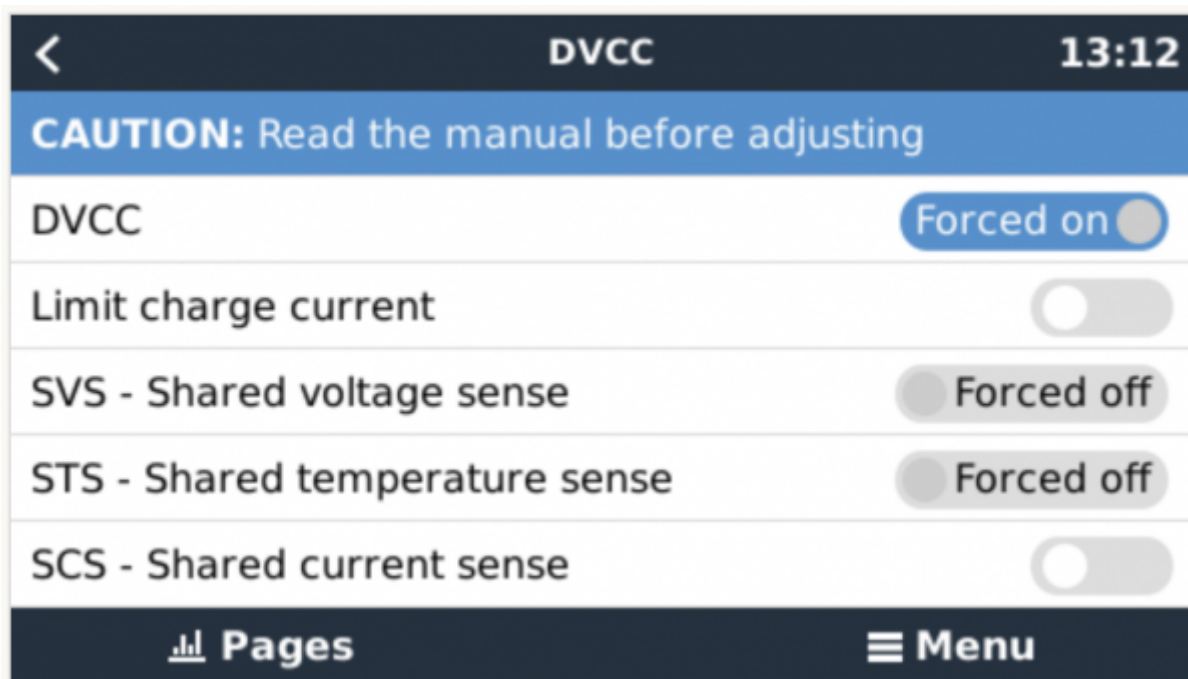 DVCC 13:12
CAUTION: Read the manual before adjusting
DVCC Forced on
Limit charge current
SVS - Shared voltage sense Forced off
STS - Shared temperature sense Forced off
SCS - Shared current sense
Pages Menu